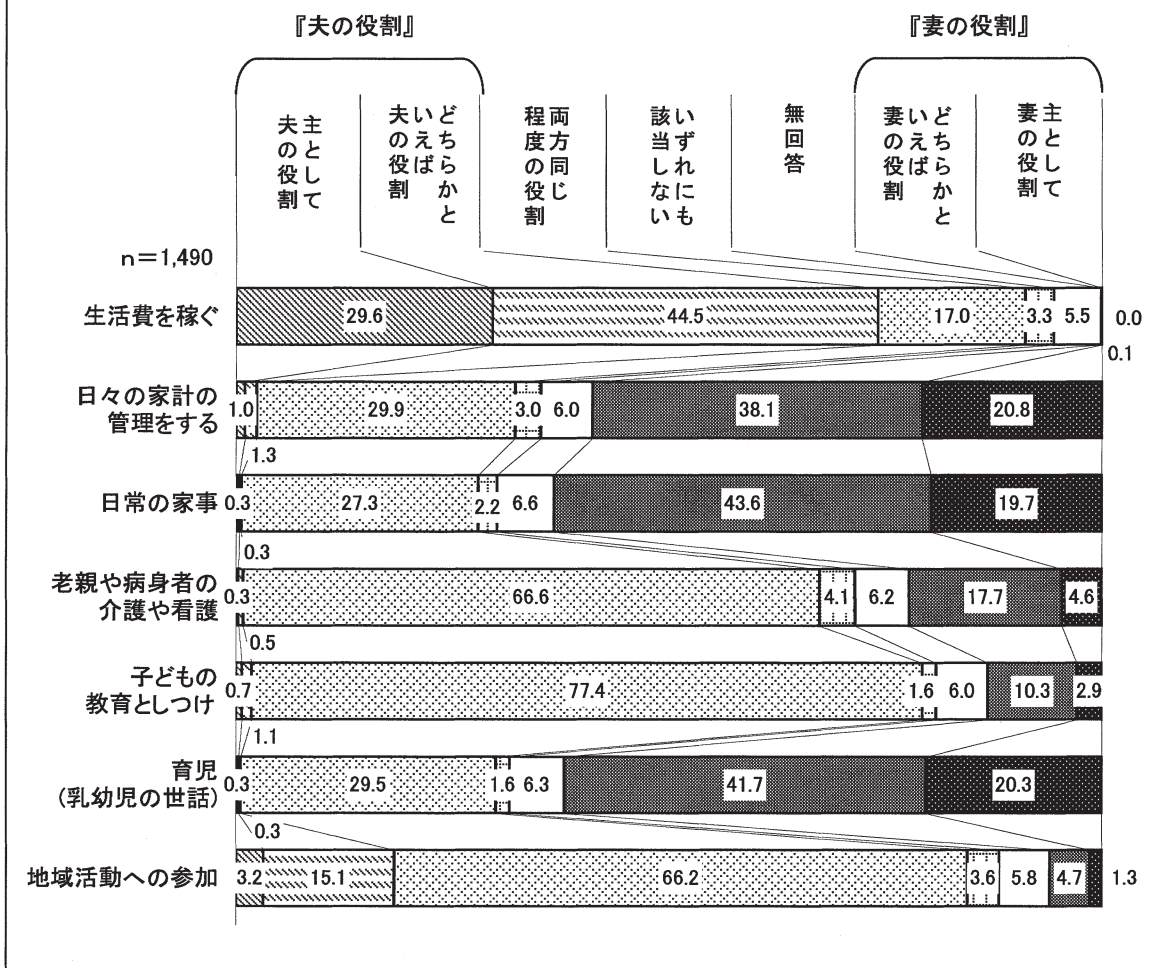 『夫の役割』
『妻の役割』
主として
夫の役割
どちらかと
いえば
夫の役割
両方同じ
程度の役割
いずれにも
該当しない
無回答
どちらかと
いえば
妻の役割
主として
妻の役割
n＝1,490
生活費を稼ぐ
29.6
44.5
17.0
3.3
5.5
0.0
0.1
日々の家計の
管理をする
1.0
29.9
3.0
6.0
38.1
20.8
1.3
日常の家事
0.3
27.3
2.2
6.6
43.6
19.7
0.3
老親や病身者の
介護や看護
0.3
66.6
4.1
6.2
17.7
4.6
0.5
子どもの
教育としつけ
0.7
77.4
1.6
6.0
10.3
2.9
1.1
育児
（乳幼児の世話）
0.3
29.5
1.6
6.3
41.7
20.3
0.3
地域活動への参加
3.2
15.1
66.2
3.6
5.8
4.7
1.3